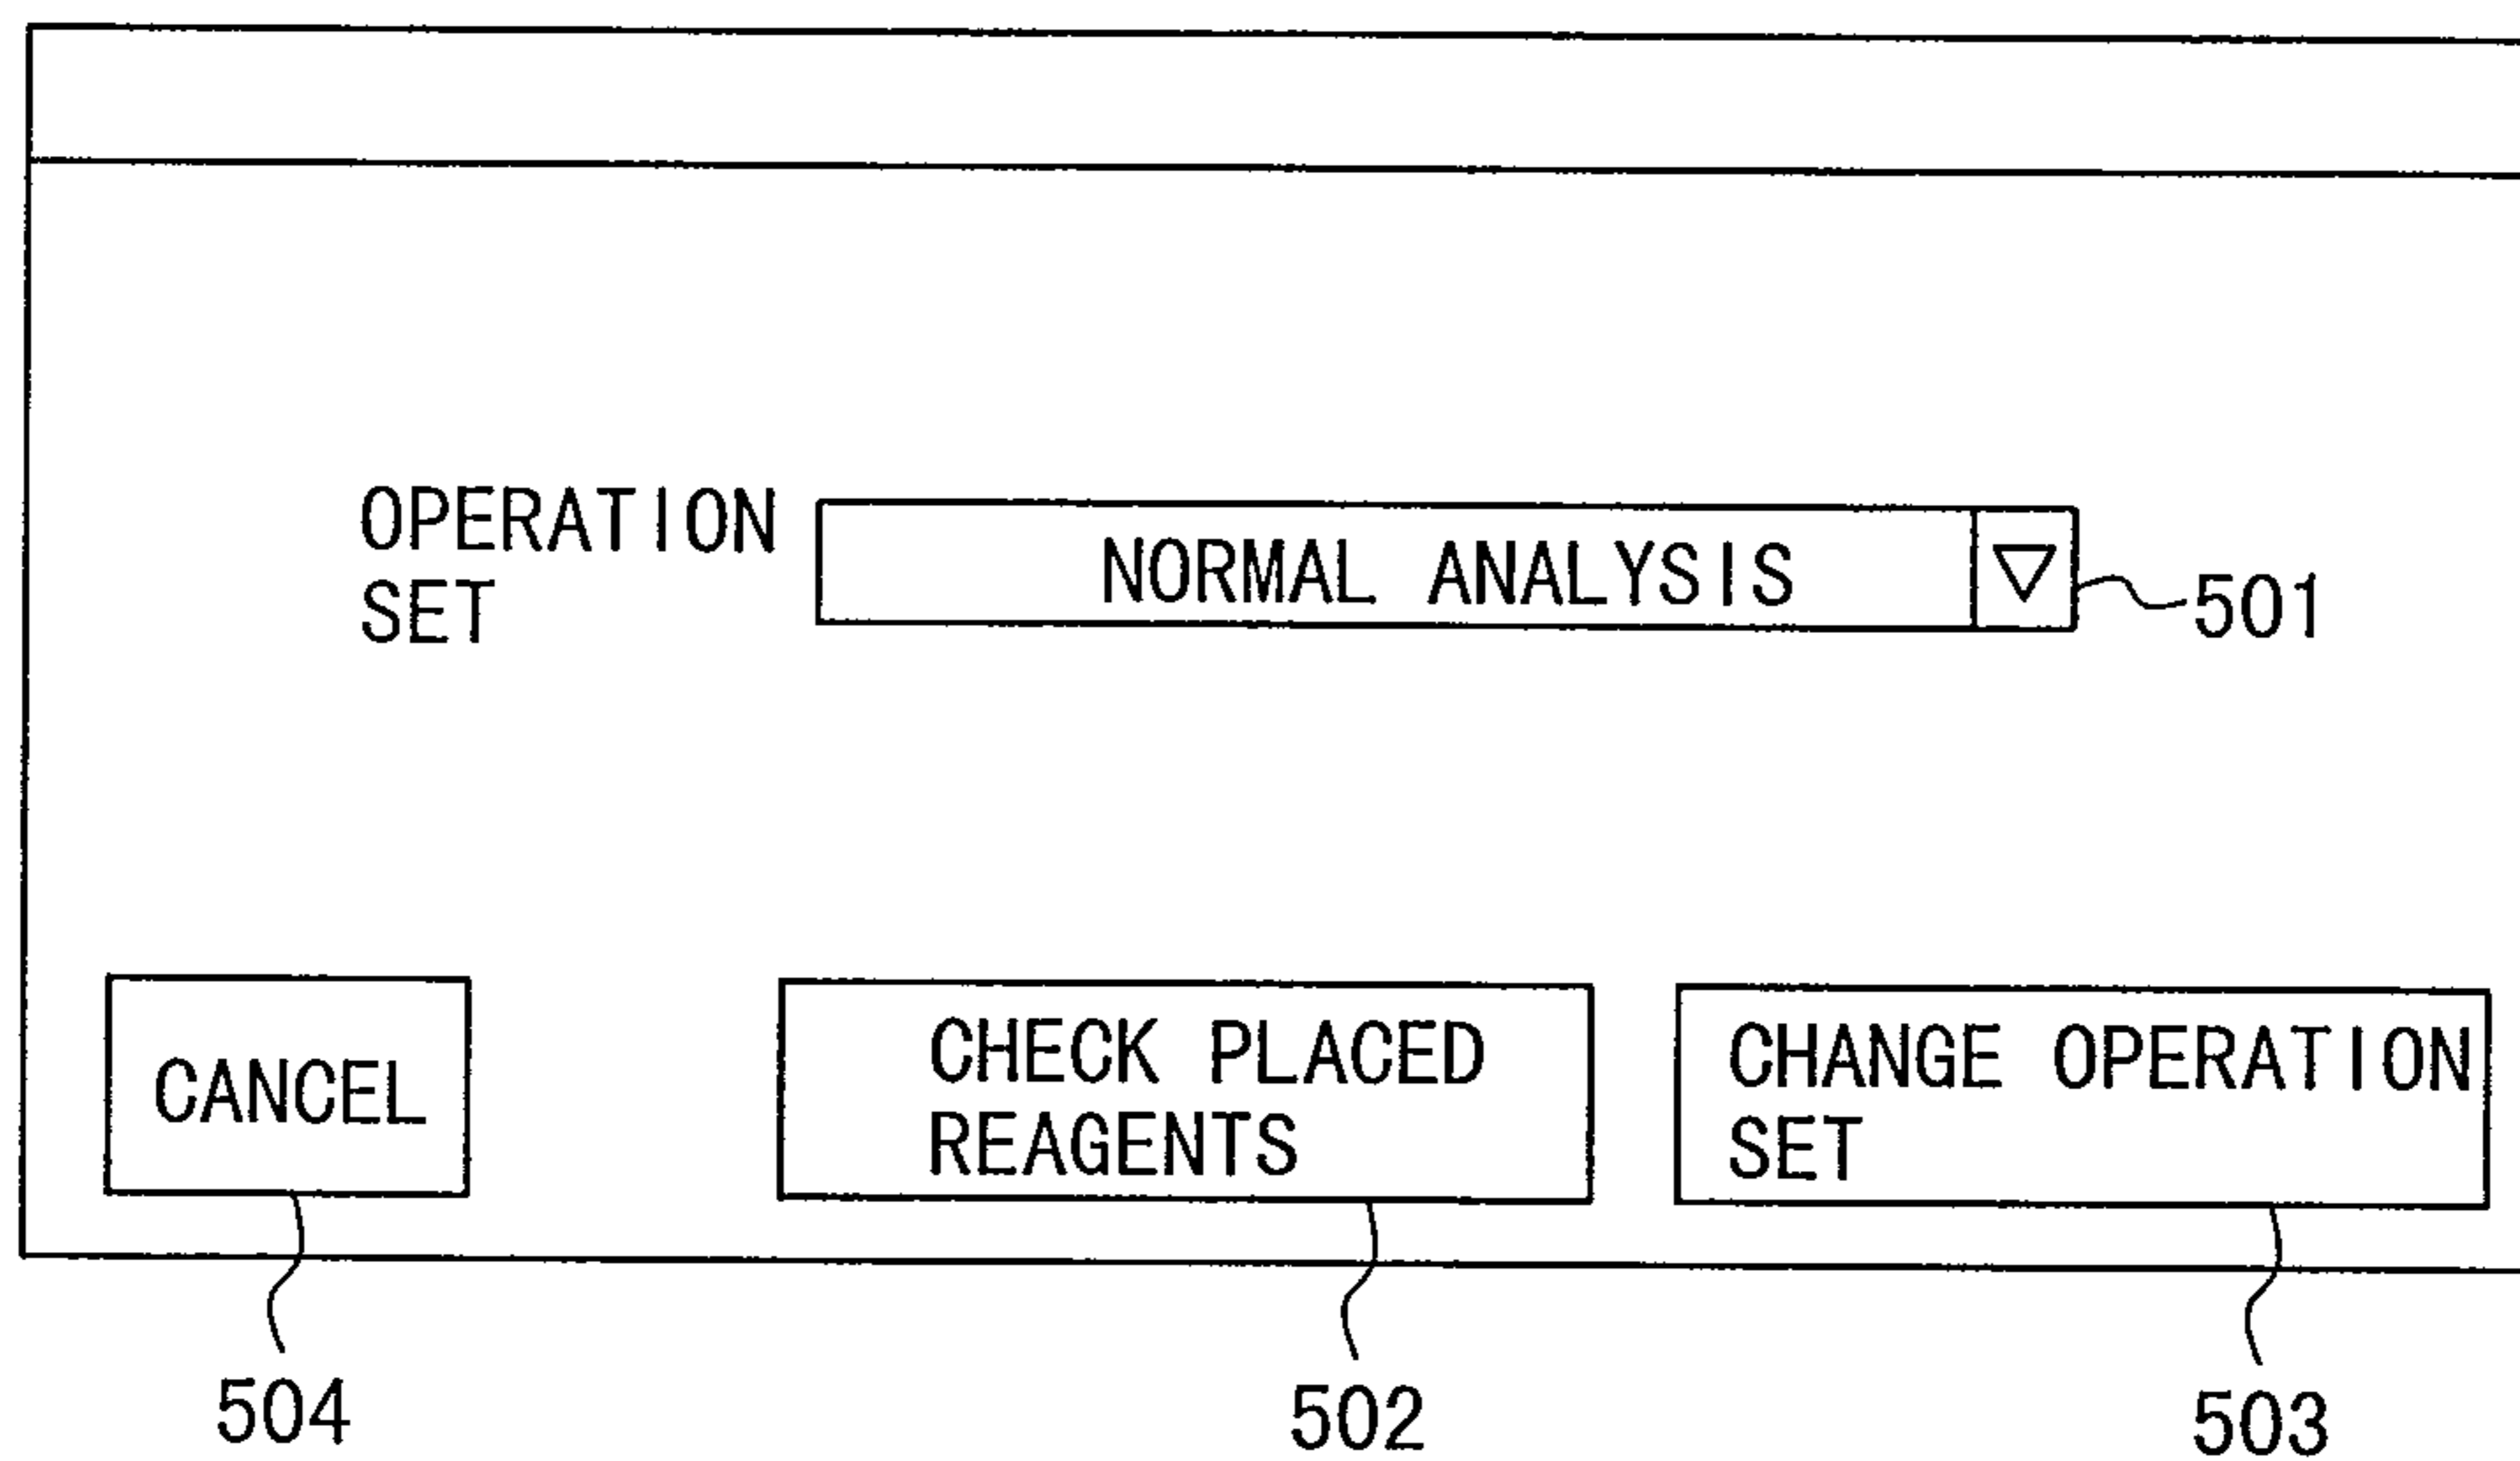 OPERATION
SET
NORMAL ANALYSIS
501
CANCEL
CHECK PLACED
REAGENTS
CHANGE OPERATION
SET
504
502
503